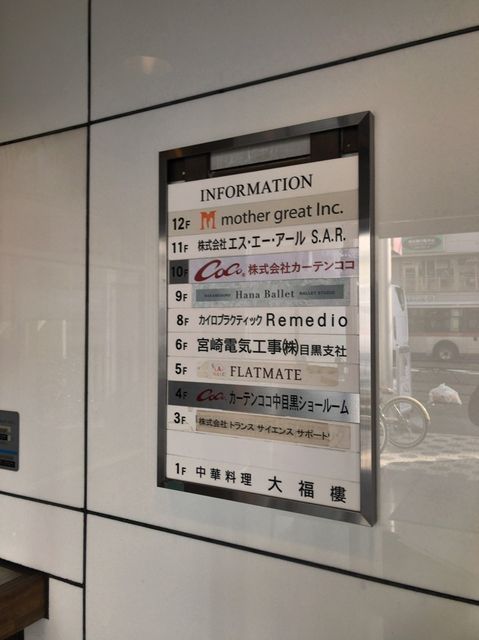 INFORMATION
12F mother great Inc.
11F 株式会社 エス・エー・アール S.A.R.
10F CoCo 株式会社カーテンココ
9F Hana Ballet BALLET STUDIO
8F カイロプラクティック Remedio
6F 宮崎電気工事㈱目黒支社
5F FLATMATE
4F CoCo カーテンココ中目黒ショールーム
3F 株式会社 トランス サイエンス サポート
1F 中華料理 大福樓